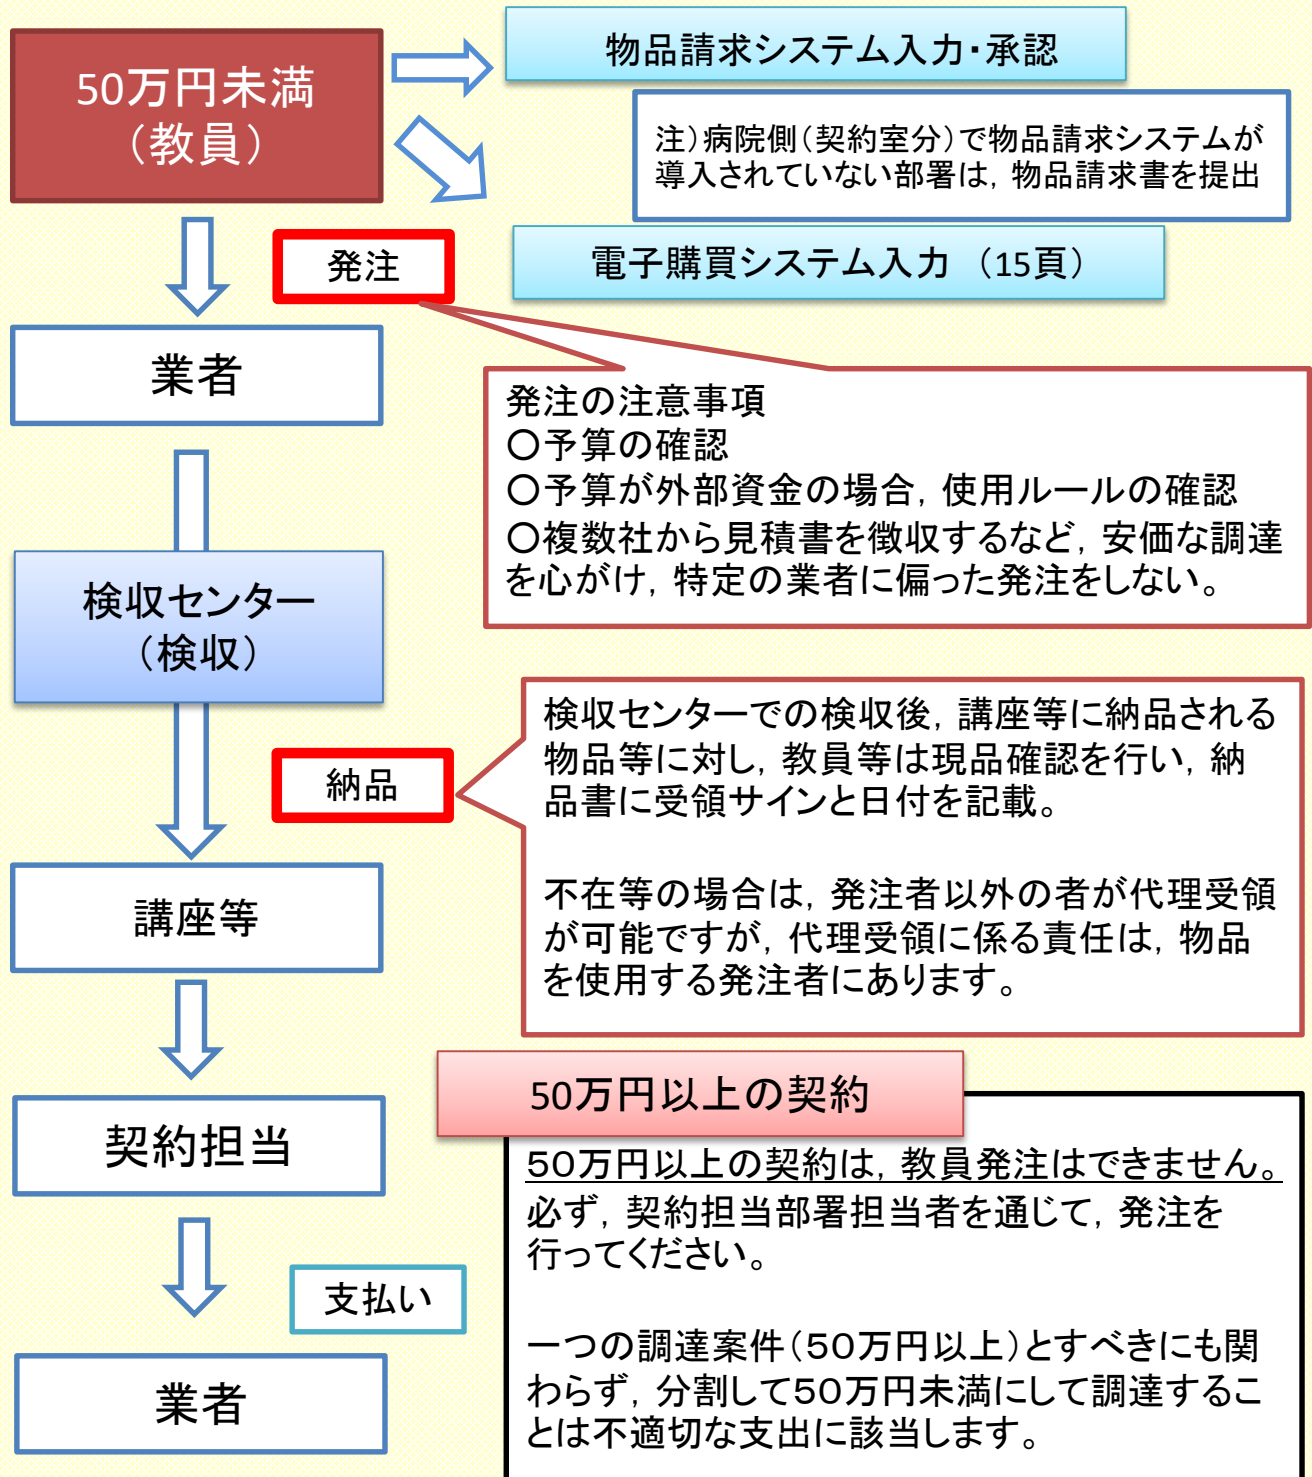 50万円未満
（教員）
物品請求システム入力・承認
注）病院側（契約室分）で物品請求システムが
導入されていない部署は，物品請求書を提出
電子購買システム入力　（15頁）
発注
業者
発注の注意事項
〇予算の確認
〇予算が外部資金の場合，使用ルールの確認
〇複数社から見積書を徴収するなど，安価な調達
を心がけ，特定の業者に偏った発注をしない。
検収センター
（検収）
納品
検収センターでの検収後，講座等に納品される
物品等に対し，教員等は現品確認を行い，納
品書に受領サインと日付を記載。
不在等の場合は，発注者以外の者が代理受領
が可能ですが，代理受領に係る責任は，物品
を使用する発注者にあります。
講座等
契約担当
支払い
業者
50万円以上の契約
５０万円以上の契約は，教員発注はできません。
必ず，契約担当部署担当者を通じて，発注を
行ってください。
一つの調達案件（５０万円以上）とすべきにも関
わらず，分割して５０万円未満にして調達するこ
とは不適切な支出に該当します。